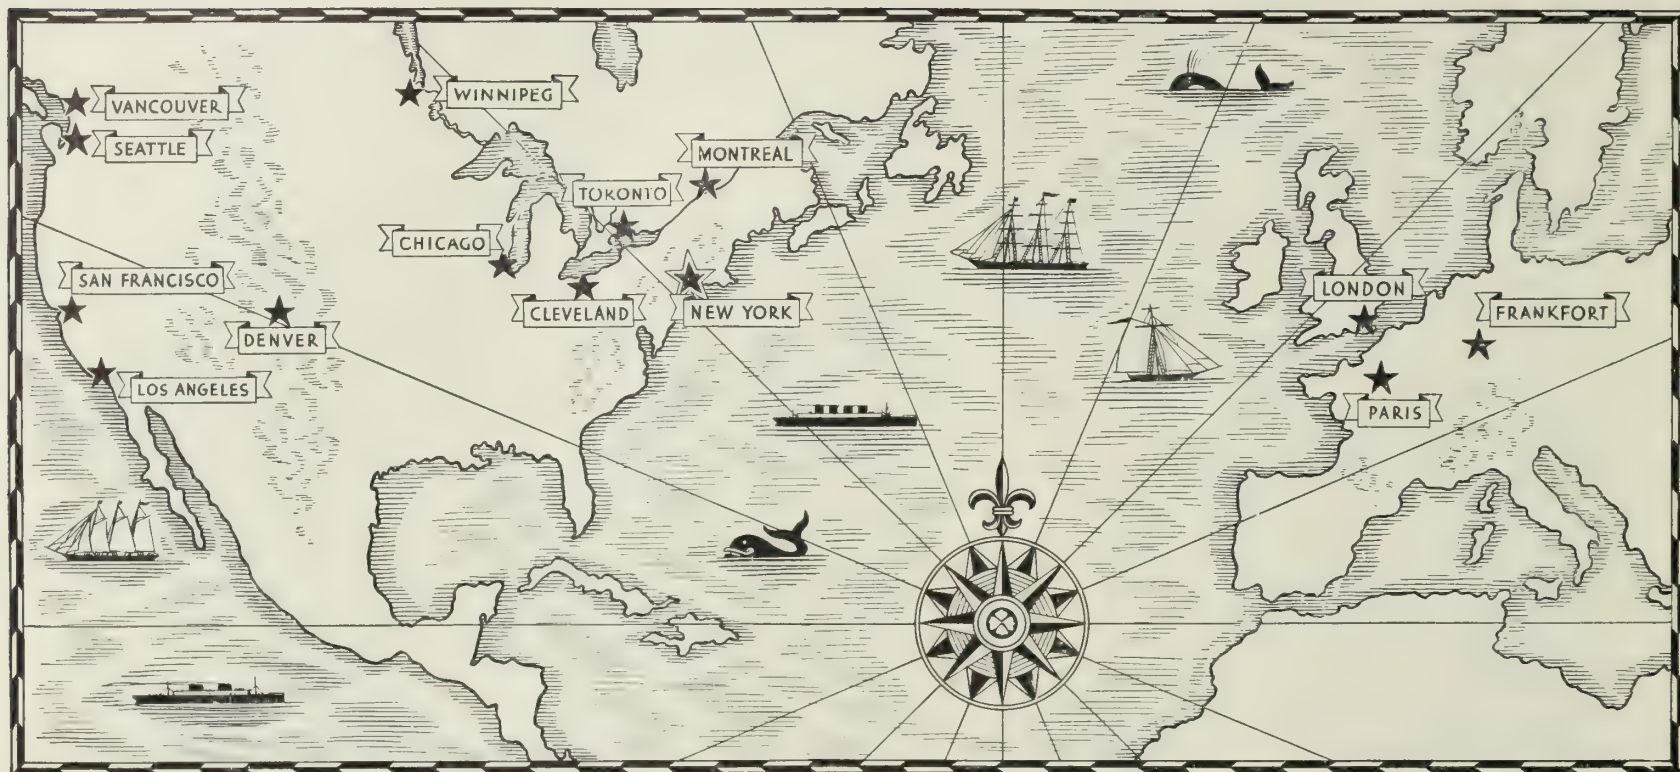 VANCOUVER
SEATTLE
WINNIPEG
MONTREAL
TORONTO
CHICAGO
SAN FRANCISCO
CLEVELAND
NEW YORK
DENVER
LOS ANGELES
LONDON
FRANKFORT
PARIS